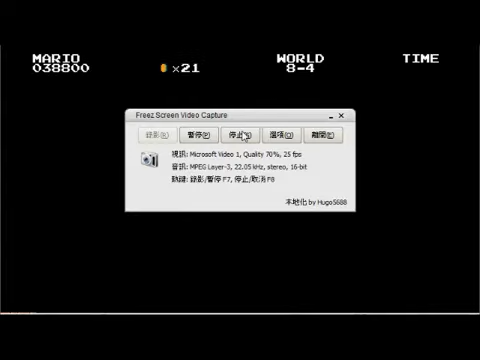 MARIO WORLD TIME
038800 ×21 8-4
Freez Screen Video Capture
錄影(R) 暫停(P) 停止(S) 選項(O) 離開(E)
視訊: Microsoft Video 1, Quality 70%, 25 fps
音訊: MPEG Layer-3, 22.05 kHz, stereo, 16-bit
熱鍵: 錄影/暫停 F7, 停止/取消 F8
本地化 by HugoS688